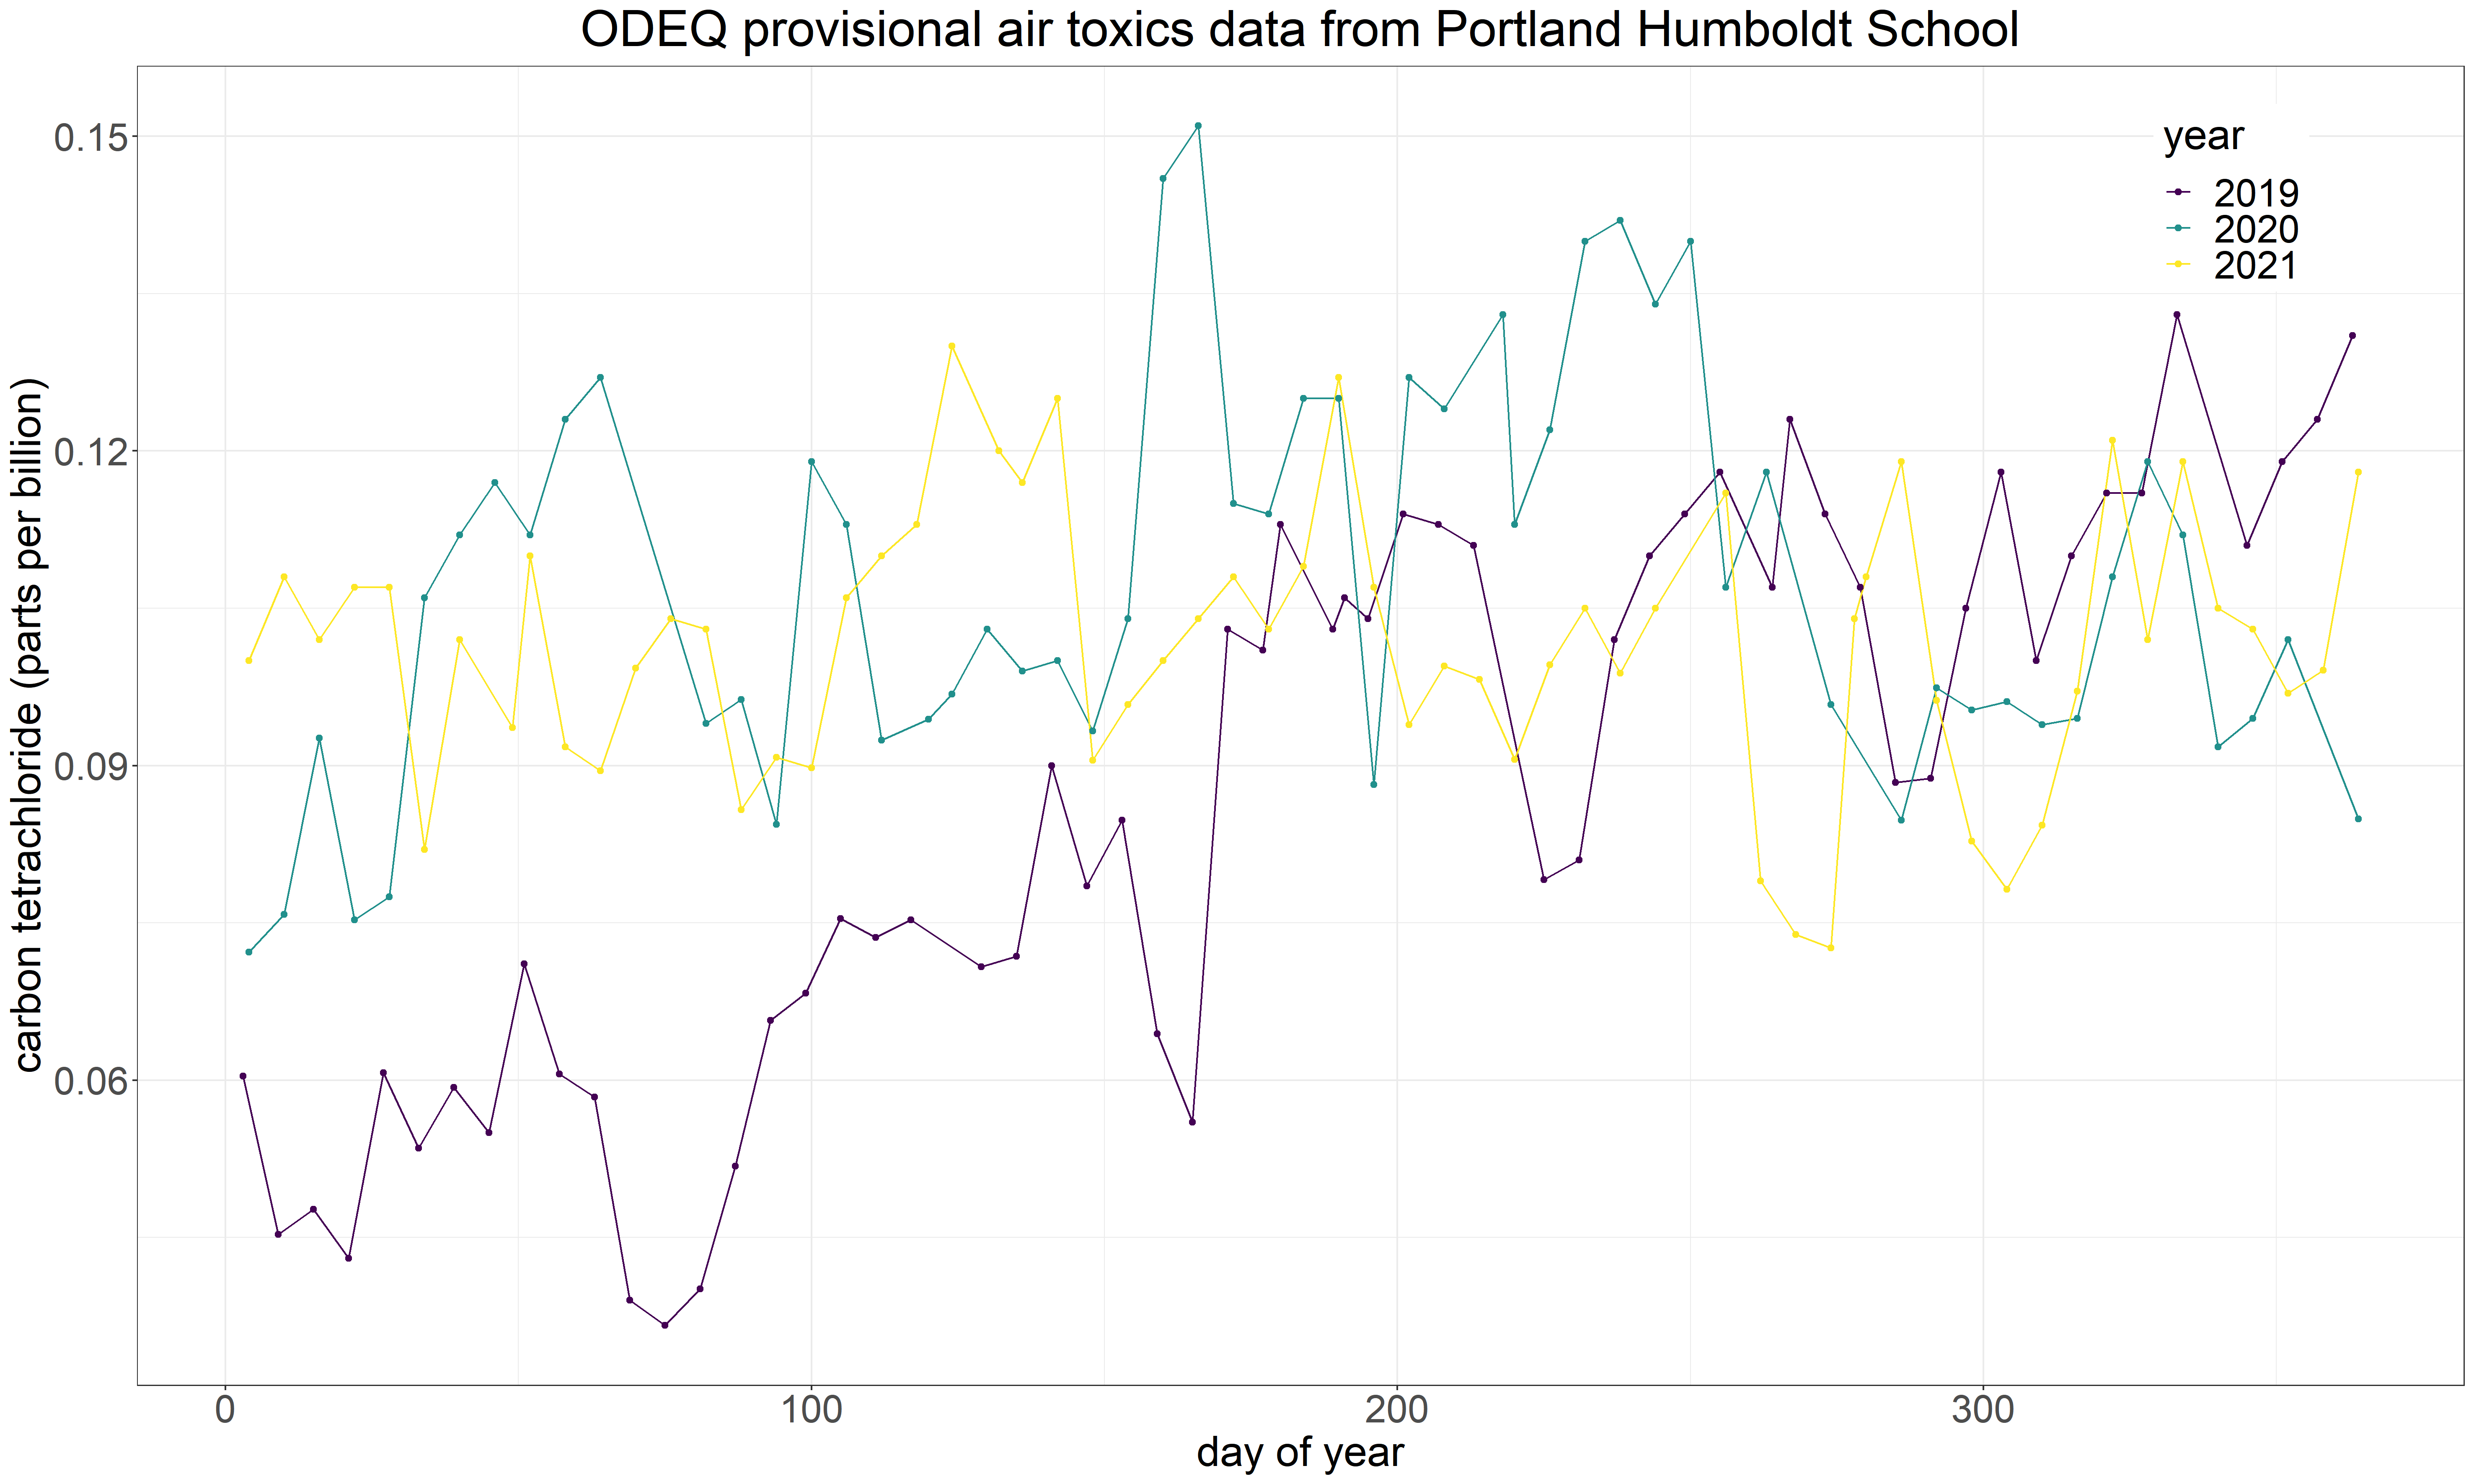 ODEQ provisional air toxics data from Portland Humboldt School
0.15
0.12
0.09
0.06
carbon tetrachloride (parts per billion)
year
2019
2020
2021
0
100
200
300
day of year